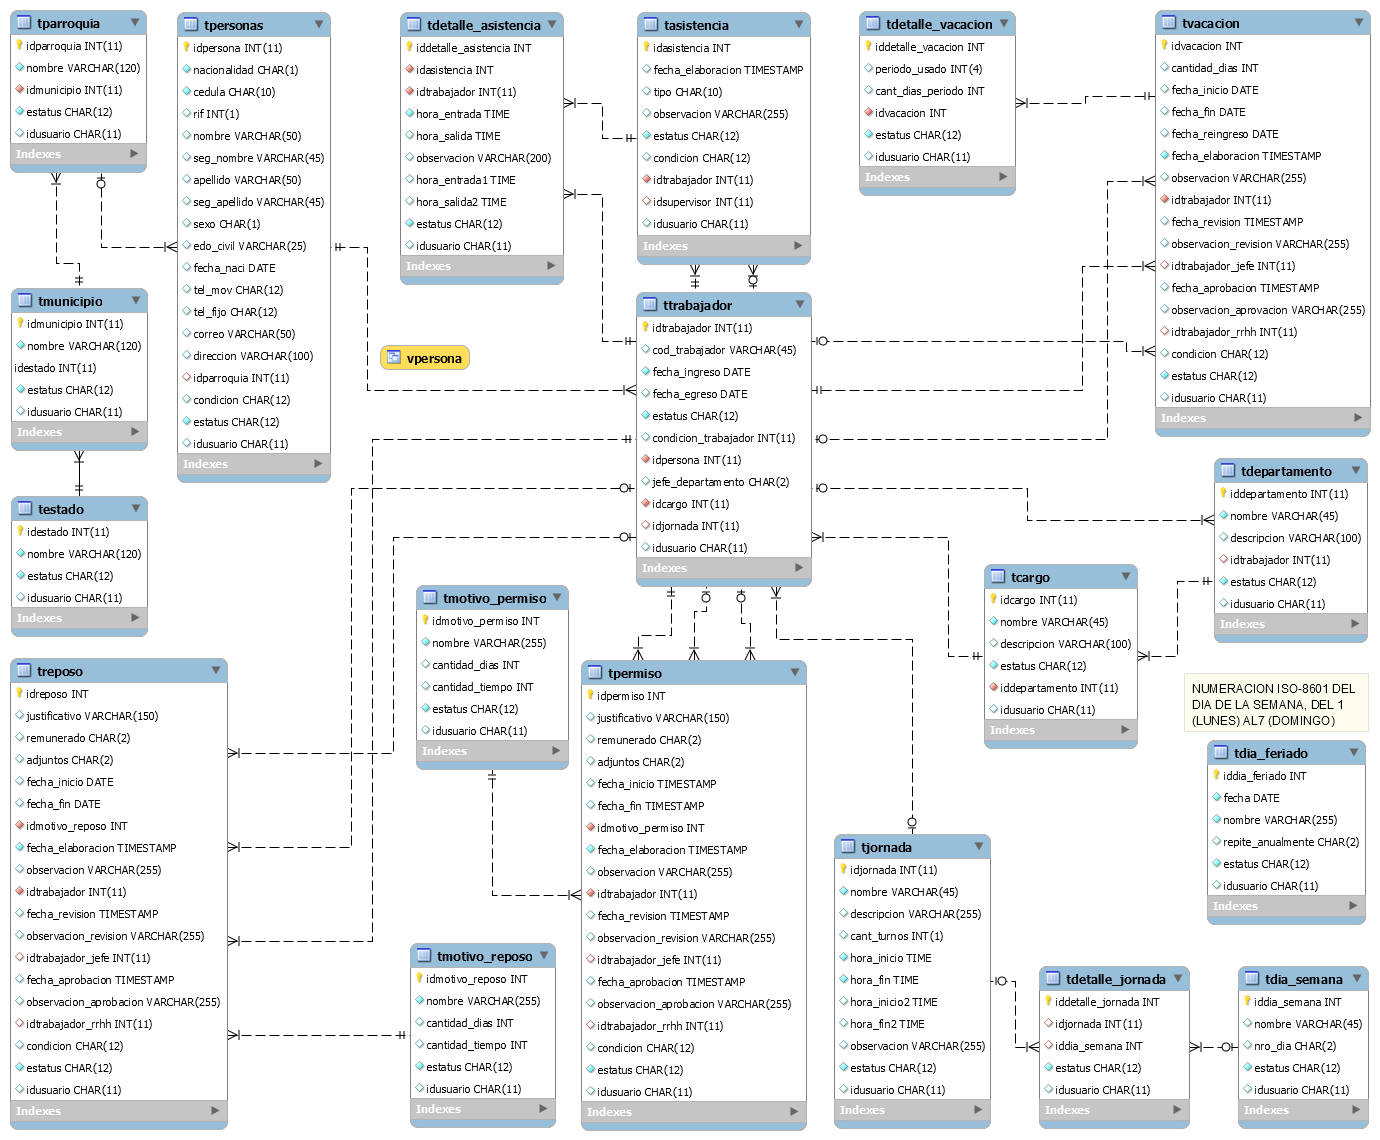 tparroquia
idparroquia INT(11)
nombre VARCHAR(120)
idmunicipio INT(11)
estatus CHAR(12)
idusuario CHAR(11)
Indexes
tpersonas
idpersona INT(11)
nacionalidad CHAR(1)
cedula CHAR(10)
rif INT(1)
nombre VARCHAR(50)
seg_nombre VARCHAR(45)
apellido VARCHAR(50)
seg_apellido VARCHAR(45)
sexo CHAR(1)
edo_civil VARCHAR(25)
fecha_naci DATE
tel_mov CHAR(12)
tel_fijo CHAR(12)
correo VARCHAR(50)
direccion VARCHAR(100)
idparroquia INT(11)
condicion CHAR(12)
estatus CHAR(12)
idusuario CHAR(11)
Indexes
tdetalle_asistencia
iddetalle_asistencia INT
idasistencia INT
idtrabajador INT(11)
hora_entrada TIME
hora_salida TIME
observacion VARCHAR(200)
hora_entrada1 TIME
hora_salida2 TIME
estatus CHAR(12)
idusuario CHAR(11)
Indexes
tasistencia
idasistencia INT
fecha_elaboracion TIMESTAMP
tipo CHAR(10)
observacion VARCHAR(255)
estatus CHAR(12)
condicion CHAR(12)
idtrabajador INT(11)
idsupervisor INT(11)
idusuario CHAR(11)
Indexes
tdetalle_vacacion
iddetalle_vacacion INT
periodo_usado INT(4)
cant_dias_periodo INT
idvacacion INT
estatus CHAR(12)
idusuario CHAR(11)
Indexes
tvacacion
idvacacion INT
cantidad_dias INT
fecha_inicio DATE
fecha_fin DATE
fecha_reingreso DATE
fecha_elaboracion TIMESTAMP
observacion VARCHAR(255)
idtrabajador INT(11)
fecha_revision TIMESTAMP
observacion_revision VARCHAR(255)
idtrabajador_jefe INT(11)
fecha_aprobacion TIMESTAMP
observacion_aprovacion VARCHAR(255)
idtrabajador_rrhh INT(11)
condicion CHAR(12)
estatus CHAR(12)
idusuario CHAR(11)
Indexes
tmunicipio
idmunicipio INT(11)
nombre VARCHAR(120)
idestado INT(11)
estatus CHAR(12)
idusuario CHAR(11)
Indexes
vpersona
ttrabajador
idtrabajador INT(11)
cod_trabajador VARCHAR(45)
fecha_ingreso DATE
fecha_egreso DATE
estatus CHAR(12)
condicion_trabajador INT(11)
idpersona INT(11)
jefe_departamento CHAR(2)
idcargo INT(11)
idjornada INT(11)
idusuario CHAR(11)
Indexes
testado
idestado INT(11)
nombre VARCHAR(120)
estatus CHAR(12)
idusuario CHAR(11)
Indexes
tdepartamento
iddepartamento INT(11)
nombre VARCHAR(45)
descripcion VARCHAR(100)
idtrabajador INT(11)
estatus CHAR(12)
idusuario CHAR(11)
Indexes
tcargo
idcargo INT(11)
nombre VARCHAR(45)
descripcion VARCHAR(100)
estatus CHAR(12)
iddepartamento INT(11)
idusuario CHAR(11)
Indexes
tmotivo_permiso
idmotivo_permiso INT
nombre VARCHAR(255)
cantidad_dias INT
cantidad_tiempo INT
estatus CHAR(12)
idusuario CHAR(11)
Indexes
treposo
idreposo INT
justificativo VARCHAR(150)
remunerado CHAR(2)
adjuntos CHAR(2)
fecha_inicio DATE
fecha_fin DATE
idmotivo_reposo INT
fecha_elaboracion TIMESTAMP
observacion VARCHAR(255)
idtrabajador INT(11)
fecha_revision TIMESTAMP
observacion_revision VARCHAR(255)
idtrabajador_jefe INT(11)
fecha_aprobacion TIMESTAMP
observacion_aprobacion VARCHAR(255)
idtrabajador_rrhh INT(11)
condicion CHAR(12)
estatus CHAR(12)
idusuario CHAR(11)
Indexes
tpermiso
idpermiso INT
justificativo VARCHAR(150)
remunerado CHAR(2)
adjuntos CHAR(2)
fecha_inicio TIMESTAMP
fecha_fin TIMESTAMP
idmotivo_permiso INT
fecha_elaboracion TIMESTAMP
observacion VARCHAR(255)
idtrabajador INT(11)
fecha_revision TIMESTAMP
observacion_revision VARCHAR(255)
idtrabajador_jefe INT(11)
fecha_aprobacion TIMESTAMP
observacion_aprobacion VARCHAR(255)
idtrabajador_rrhh INT(11)
condicion CHAR(12)
estatus CHAR(12)
idusuario CHAR(11)
Indexes
NUMERACION ISO-8601 DEL
DIA DE LA SEMANA, DEL 1
(LUNES) AL7 (DOMINGO)
tdia_feriado
iddia_feriado INT
fecha DATE
nombre VARCHAR(255)
repite_anualmente CHAR(2)
estatus CHAR(12)
idusuario CHAR(11)
Indexes
tjornada
idjornada INT(11)
nombre VARCHAR(45)
descripcion VARCHAR(255)
cant_turnos INT(1)
hora_inicio TIME
hora_fin TIME
hora_inicio2 TIME
hora_fin2 TIME
observacion VARCHAR(255)
estatus CHAR(12)
idusuario CHAR(11)
Indexes
tmotivo_reposo
idmotivo_reposo INT
nombre VARCHAR(255)
cantidad_dias INT
cantidad_tiempo INT
estatus CHAR(12)
idusuario CHAR(11)
Indexes
tdetalle_jornada
iddetalle_jornada INT
idjornada INT(11)
iddia_semana INT
estatus CHAR(12)
idusuario CHAR(11)
Indexes
tdia_semana
iddia_semana INT
nombre VARCHAR(45)
nro_dia CHAR(2)
estatus CHAR(12)
idusuario CHAR(11)
Indexes